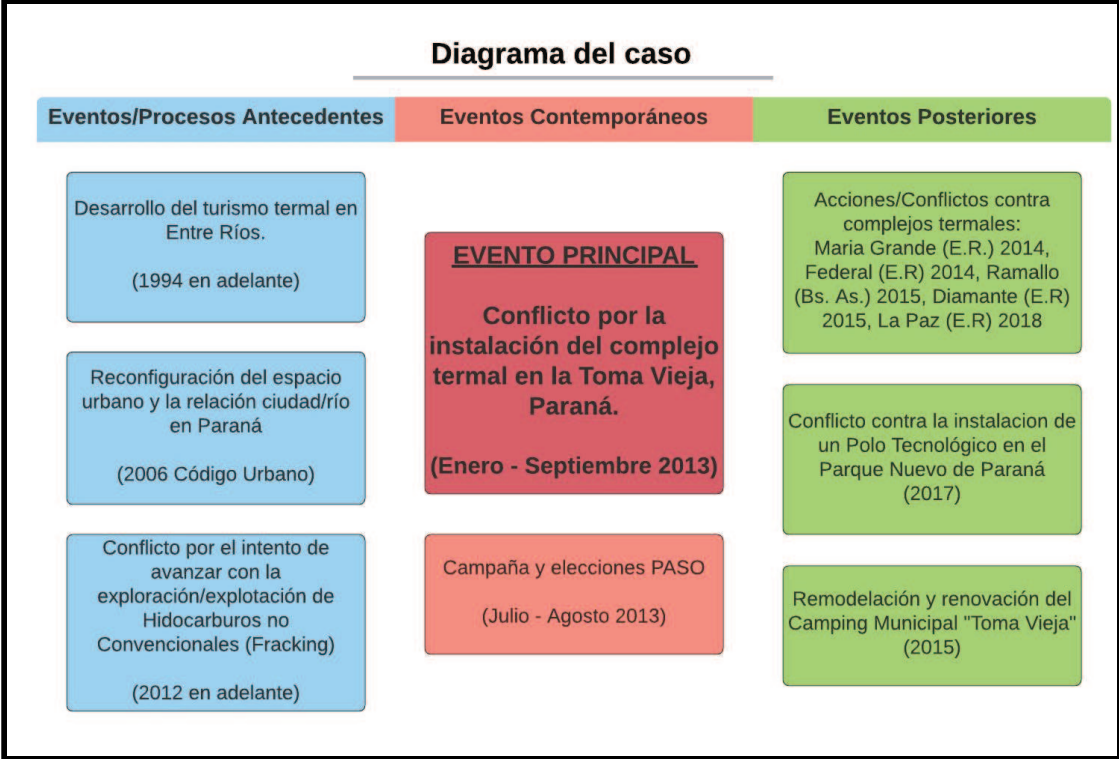 Diagrama del caso
Eventos/Procesos Antecedentes
Eventos Contemporáneos
Eventos Posteriores
Desarrollo del turismo termal en
Entre Ríos.
(1994 en adelante)
Reconfiguración del espacio
urbano y la relación ciudad/río
en Paraná
(2006 Código Urbano)
Conflicto por el intento de
avanzar con la
exploración/explotación de
Hidocarburos no
Convencionales (Fracking)
(2012 en adelante)
EVENTO PRINCIPAL
Conflicto por la
instalación del complejo
termal en la Toma Vieja,
Paraná.
(Enero - Septiembre 2013)
Campaña y elecciones PASO
(Julio - Agosto 2013)
Acciones/Conflictos contra
complejos termales:
Maria Grande (E.R.) 2014,
Federal (E.R) 2014, Ramallo
(Bs. As.) 2015, Diamante (E.R)
2015, La Paz (E.R) 2018
Conflicto contra la instalacion de
un Polo Tecnológico en el
Parque Nuevo de Paraná
(2017)
Remodelación y renovación del
Camping Municipal "Toma Vieja"
(2015)